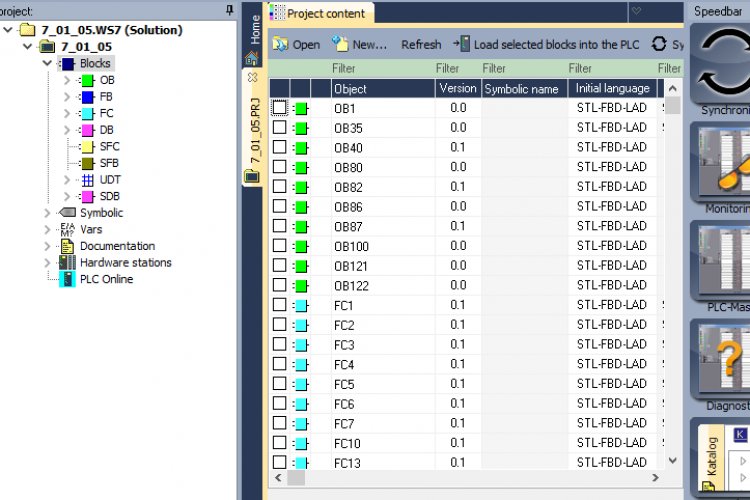 project:
7_01_05.WS7 (Solution)
7_01_05
Blocks
OB
FB
FC
DB
SFC
SFB
UDT
SDB
Symbolic
E/A
M?
Vars
Documentation
Hardware stations
PLC Online
Home
7_01_05.PRJ
Project content
Open New... Refresh Load selected blocks into the PLC Sy
Filter Filter Filter Filter Filter
Object Version Symbolic name Initial language
OB1 0.0 STL-FBD-LAD
OB35 0.0 STL-FBD-LAD
OB40 0.1 STL-FBD-LAD
OB80 0.0 STL-FBD-LAD
OB82 0.1 STL-FBD-LAD
OB86 0.0 STL-FBD-LAD
OB87 0.1 STL-FBD-LAD
OB100 0.0 STL-FBD-LAD
OB121 0.0 STL-FBD-LAD
OB122 0.0 STL-FBD-LAD
FC1 0.1 STL-FBD-LAD
FC2 0.1 STL-FBD-LAD
FC3 0.1 STL-FBD-LAD
FC4 0.1 STL-FBD-LAD
FC5 0.1 STL-FBD-LAD
FC6 0.1 STL-FBD-LAD
FC7 0.1 STL-FBD-LAD
FC10 0.1 STL-FBD-LAD
FC13 0.1 STL-FBD-LAD
Speedbar
Synchroni
Monitorin
PLC-Mas
Diagnost
Katalog
K